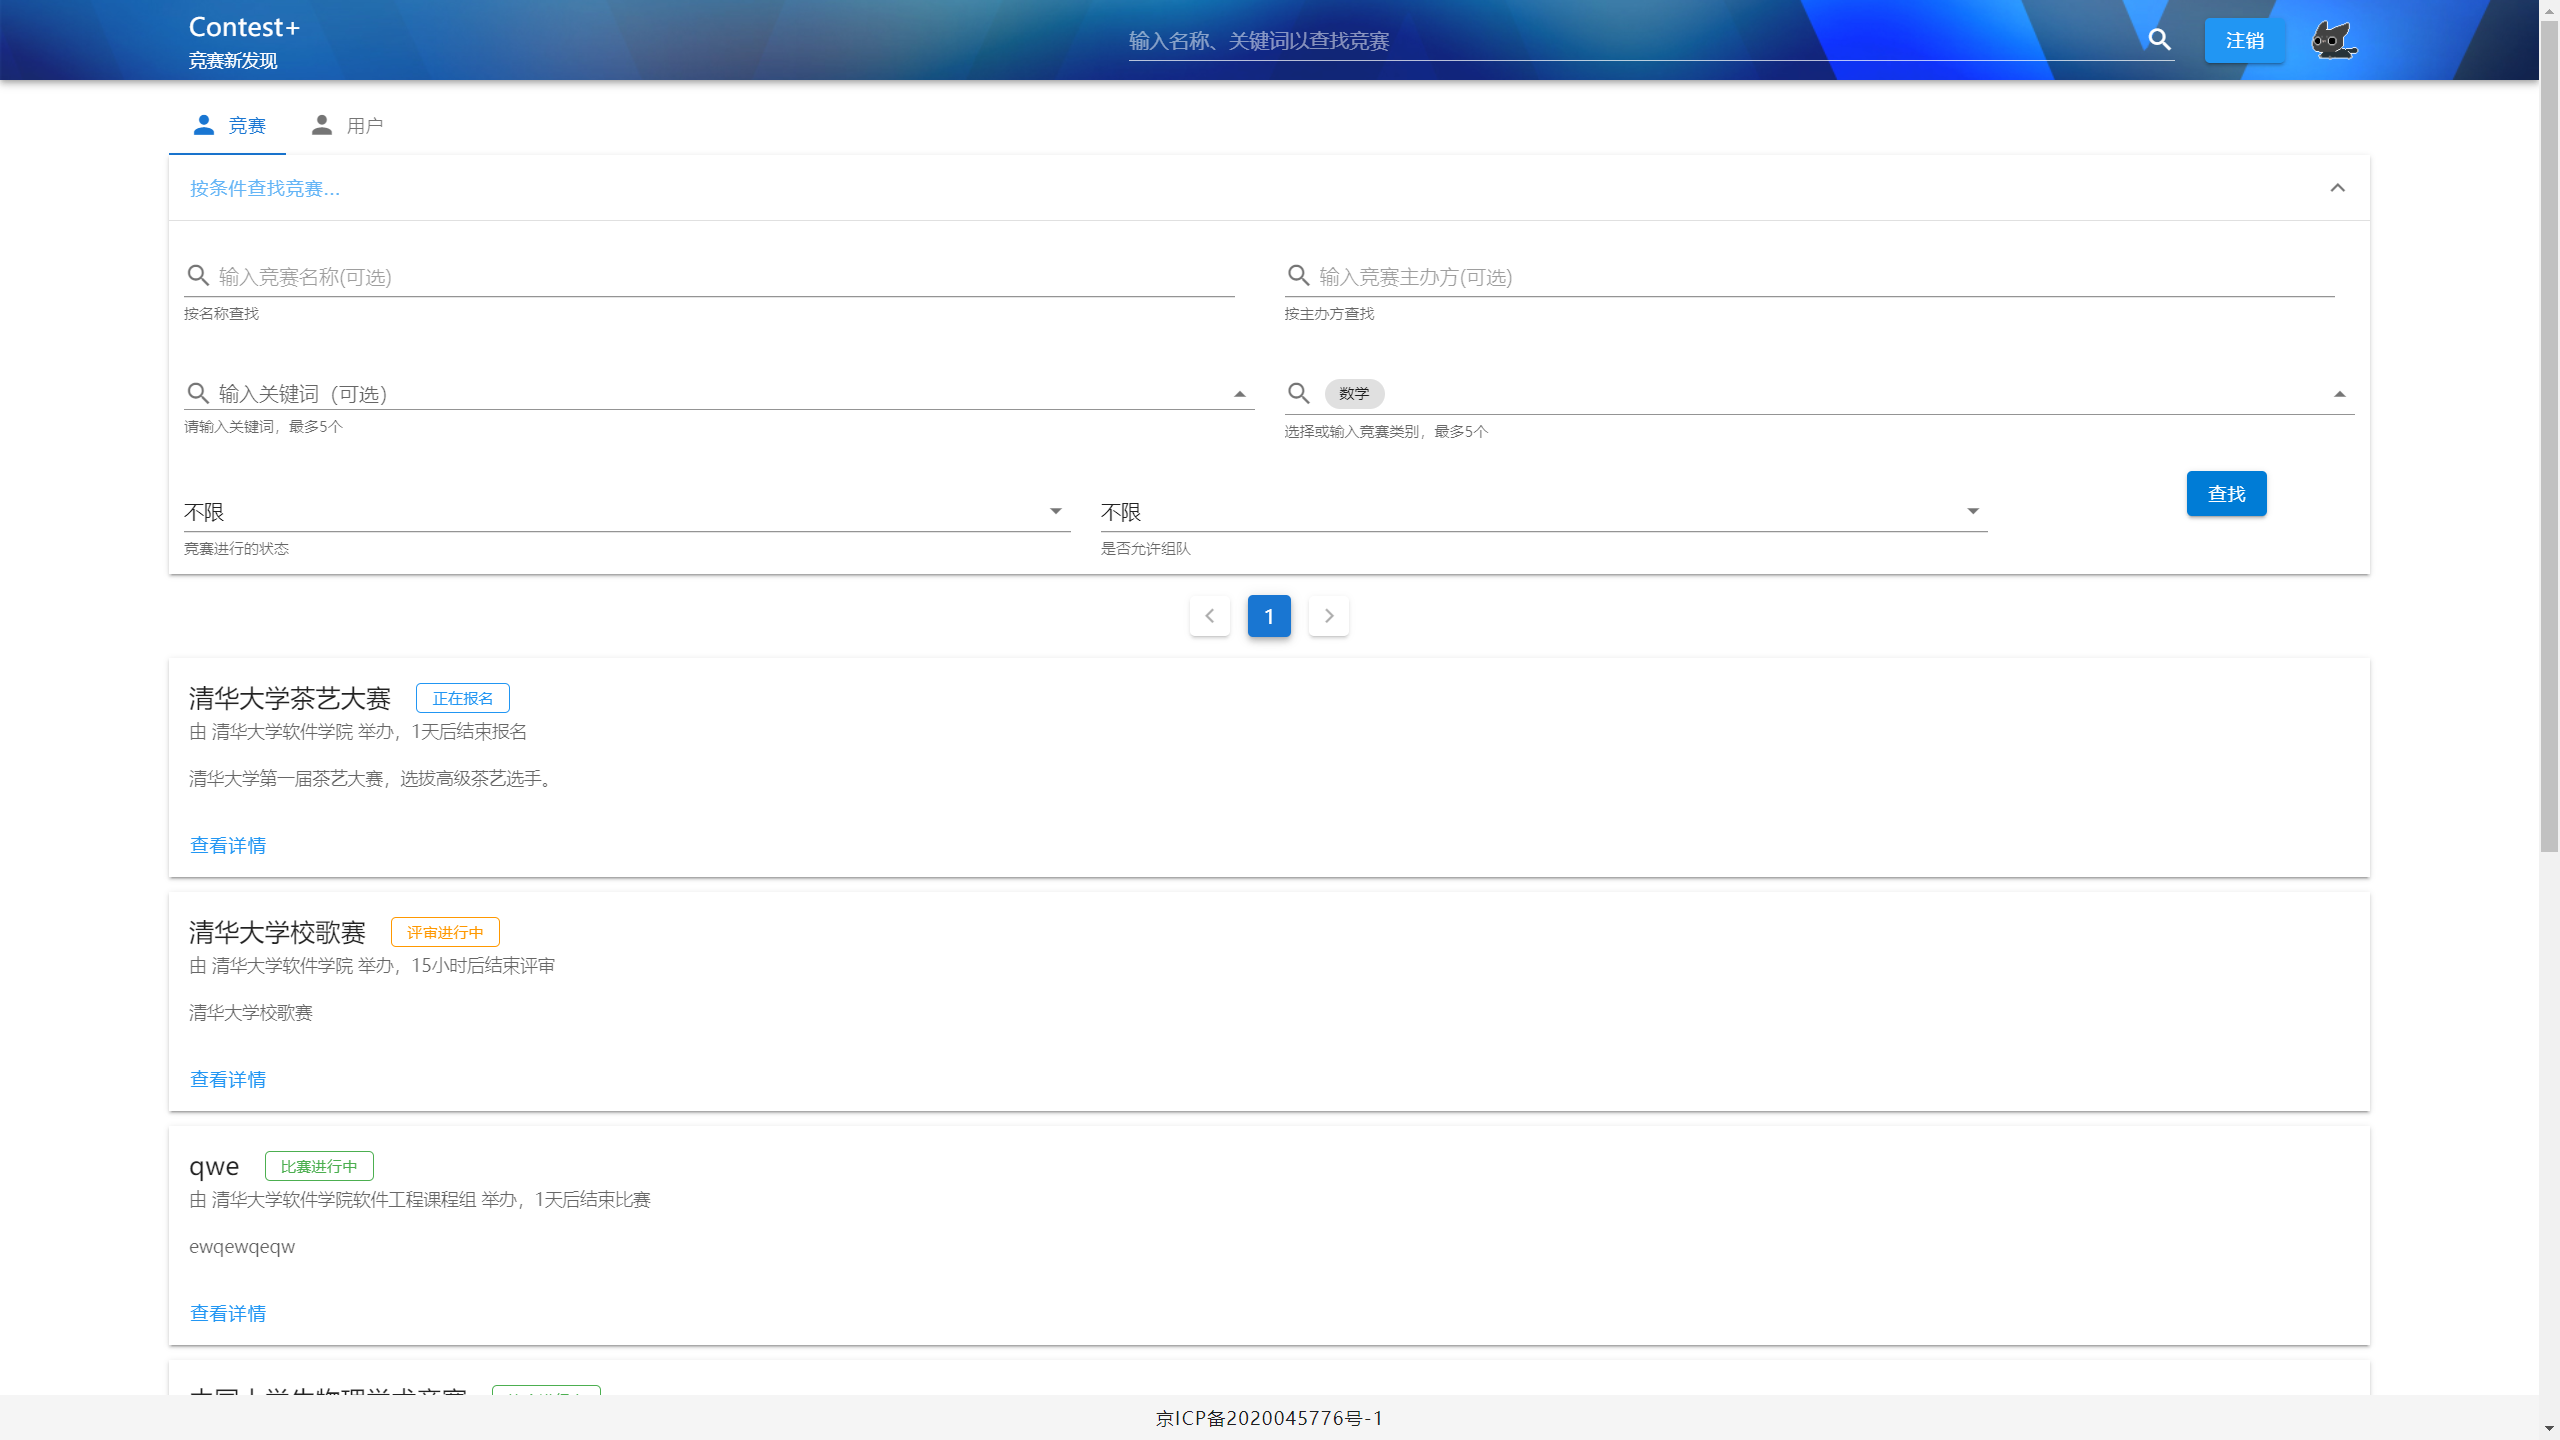 Contest+
竞赛新发现
输入名称、关键词以查找竞赛
注销
竞赛
用户
按条件查找竞赛...
输入竞赛名称(可选)
输入竞赛主办方(可选)
按名称查找
按主办方查找
输入关键词（可选）
数学
请输入关键词，最多5个
选择或输入竞赛类别，最多5个
不限
不限
查找
竞赛进行的状态
是否允许组队
1
清华大学茶艺大赛 正在报名
由 清华大学软件学院 举办，1天后结束报名
清华大学第一届茶艺大赛，选拔高级茶艺选手。
查看详情
清华大学校歌赛 评审进行中
由 清华大学软件学院 举办，15小时后结束评审
清华大学校歌赛
查看详情
qwe 比赛进行中
由 清华大学软件学院软件工程课程组 举办，1天后结束比赛
ewqewqeqw
查看详情
京ICP备2020045776号-1